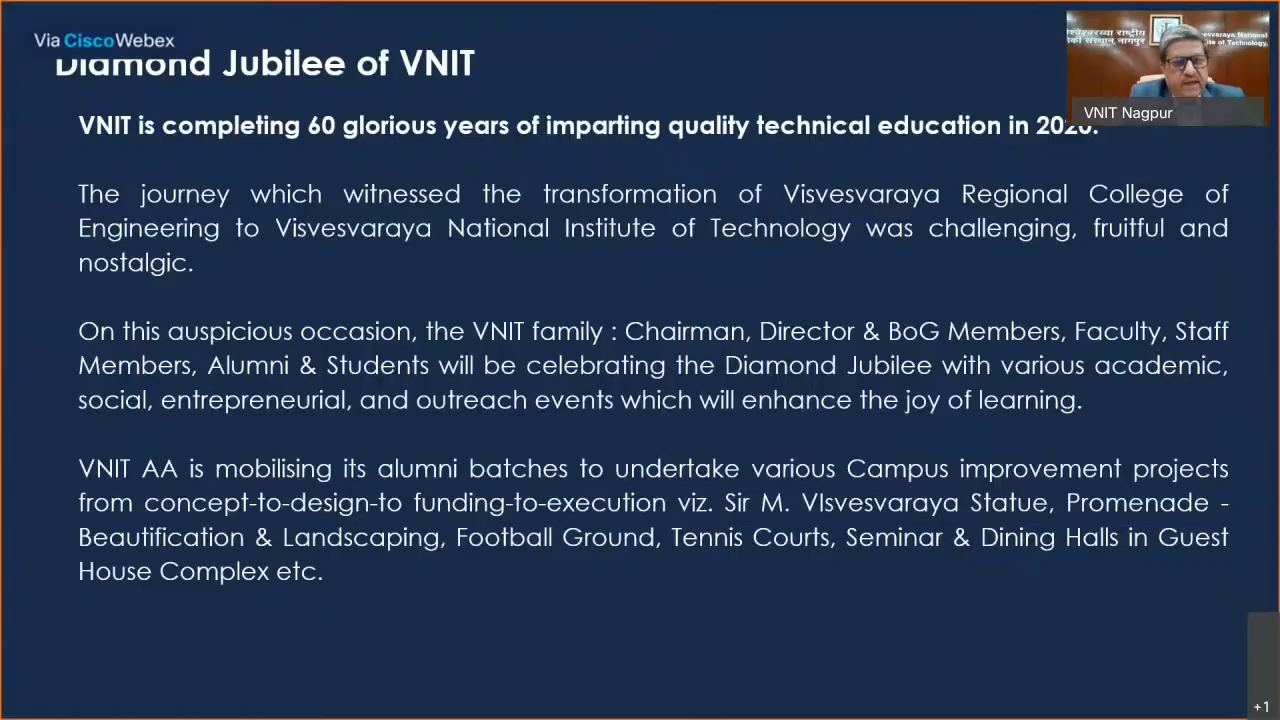 Via CiscoWebex
Diamond Jubilee of VNIT
VNIT is completing 60 glorious years of imparting quality technical education in 2020.
The journey which witnessed the transformation of Visvesvaraya Regional College of
Engineering to Visvesvaraya National Institute of Technology was challenging, fruitful and
nostalgic.
On this auspicious occasion, the VNIT family : Chairman, Director & BoG Members, Faculty, Staff
Members, Alumni & Students will be celebrating the Diamond Jubilee with various academic,
social, entrepreneurial, and outreach events which will enhance the joy of learning.
VNIT AA is mobilising its alumni batches to undertake various Campus improvement projects
from concept-to-design-to funding-to-execution viz. Sir M. VIsvesvaraya Statue, Promenade -
Beautification & Landscaping, Football Ground, Tennis Courts, Seminar & Dining Halls in Guest
House Complex etc.
राष्ट्रीय
संस्थान नागपुर
National
of Technology,
VNIT Nagpur
+1